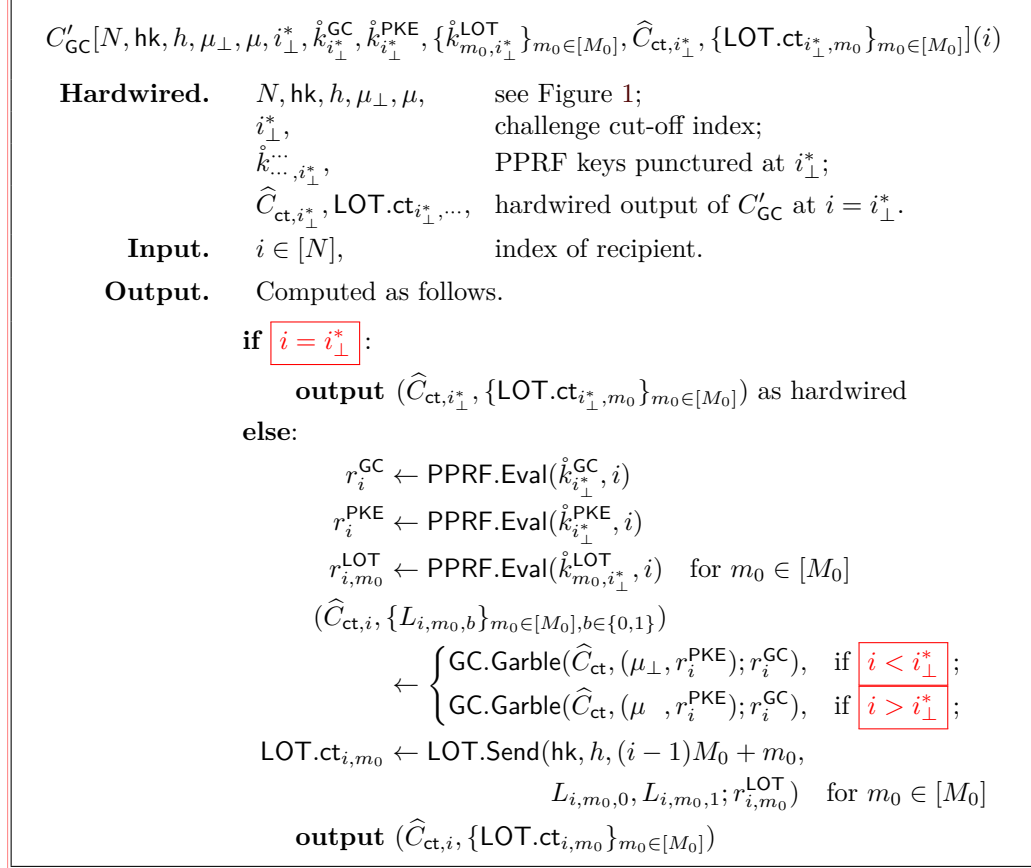 C′_GC[N, hk, h, μ_⊥, μ, i*_⊥, k̊^GC_{i*_⊥}, k̊^PKE_{i*_⊥}, {k̊^LOT_{m_0,i*_⊥}}_{m_0∈[M_0]}, Ĉ_{ct,i*_⊥}, {LOT.ct_{i*_⊥,m_0}}_{m_0∈[M_0]}](i)
Hardwired. N, hk, h, μ_⊥, μ, see Figure 1;
i*_⊥, challenge cut-off index;
k̊^{⋯}_{⋯,i*_⊥}, PPRF keys punctured at i*_⊥;
Ĉ_{ct,i*_⊥}, LOT.ct_{i*_⊥,⋯}, hardwired output of C′_GC at i = i*_⊥.
Input. i ∈ [N], index of recipient.
Output. Computed as follows.
if i = i*_⊥ :
output (Ĉ_{ct,i*_⊥}, {LOT.ct_{i*_⊥,m_0}}_{m_0∈[M_0]}) as hardwired
else:
r^GC_i ← PPRF.Eval(k̊^GC_{i*_⊥}, i)
r^PKE_i ← PPRF.Eval(k̊^PKE_{i*_⊥}, i)
r^LOT_{i,m_0} ← PPRF.Eval(k̊^LOT_{m_0,i*_⊥}, i) for m_0 ∈ [M_0]
(Ĉ_{ct,i}, {L_{i,m_0,b}}_{m_0∈[M_0],b∈{0,1}})
← { GC.Garble(Ĉ_ct, (μ_⊥, r^PKE_i); r^GC_i), if i < i*_⊥ ;
GC.Garble(Ĉ_ct, (μ , r^PKE_i); r^GC_i), if i > i*_⊥ ;
LOT.ct_{i,m_0} ← LOT.Send(hk, h, (i − 1)M_0 + m_0,
L_{i,m_0,0}, L_{i,m_0,1}; r^LOT_{i,m_0}) for m_0 ∈ [M_0]
output (Ĉ_{ct,i}, {LOT.ct_{i,m_0}}_{m_0∈[M_0]})